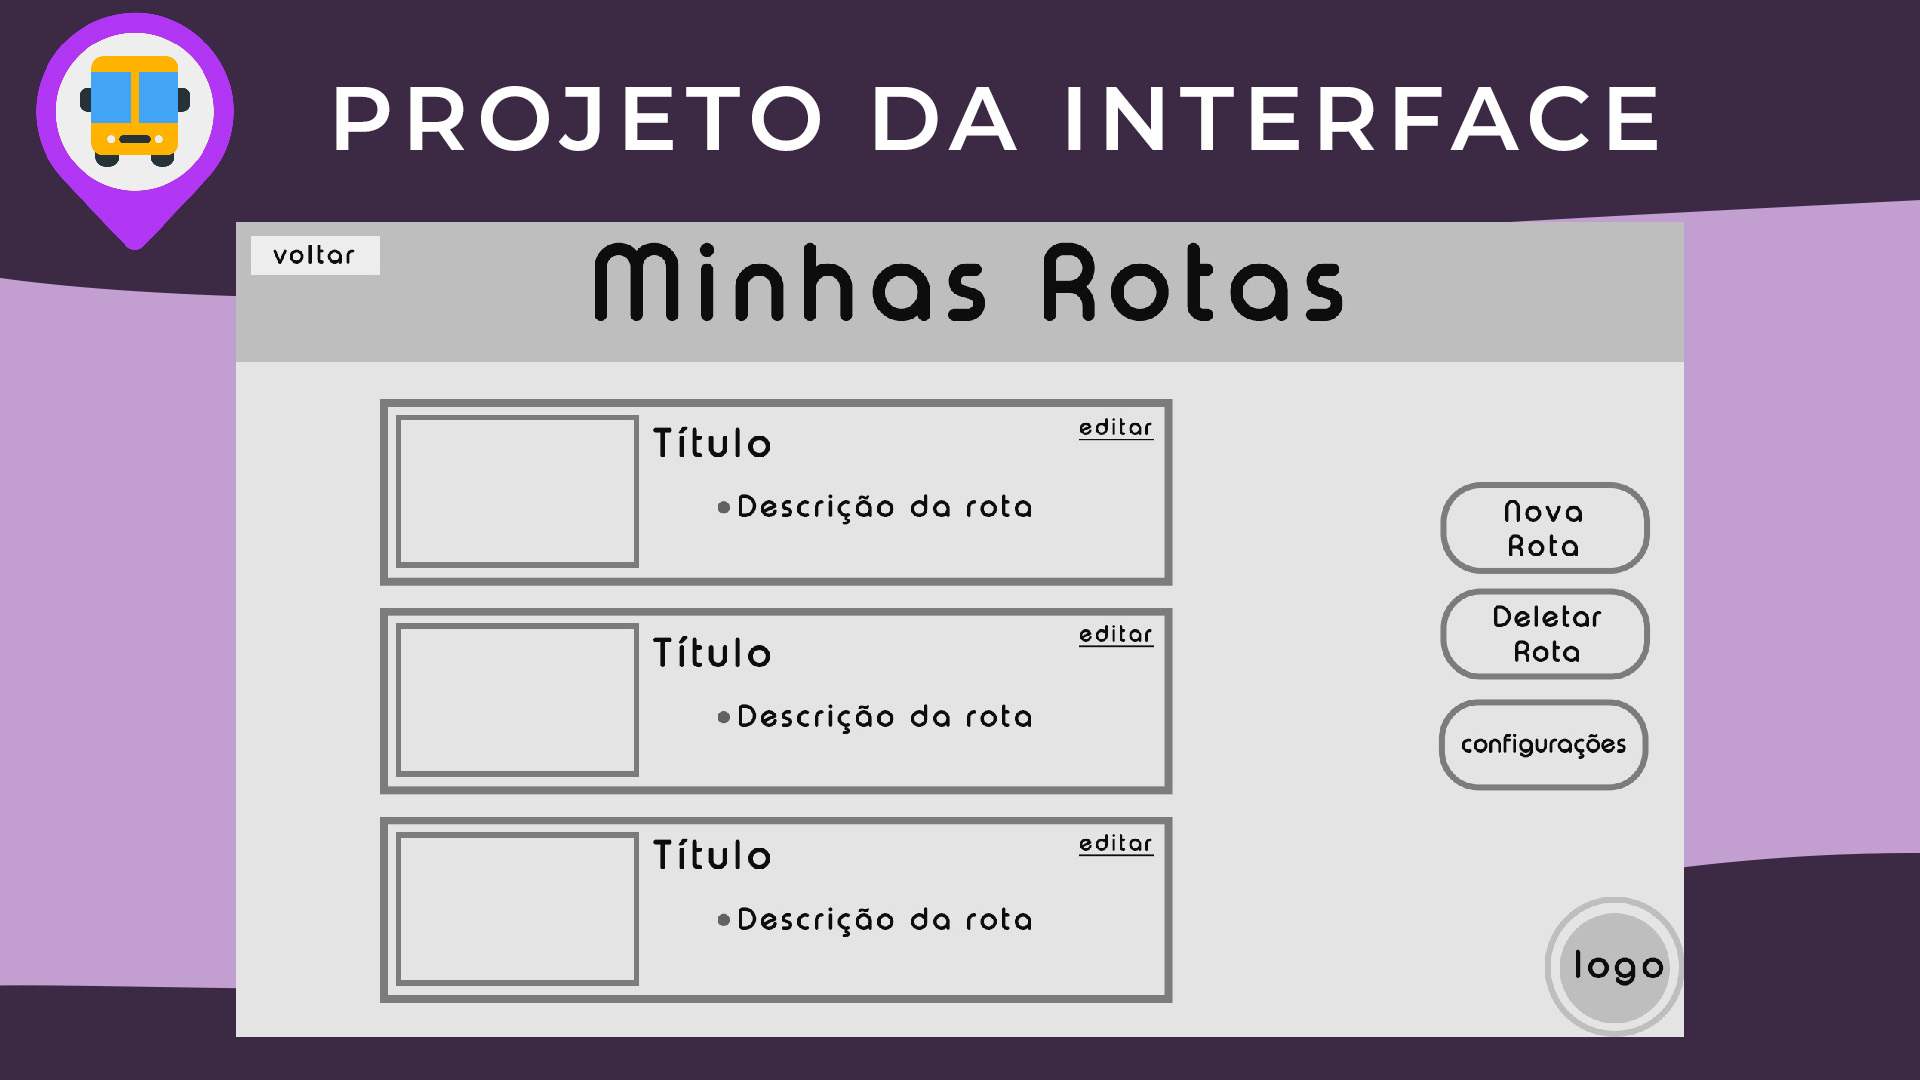 PROJETO DA INTERFACE
voltar
Minhas Rotas
Título
editar
Descrição da rota
Título
editar
Descrição da rota
Título
editar
Descrição da rota
Nova
Rota
Deletar
Rota
configurações
logo